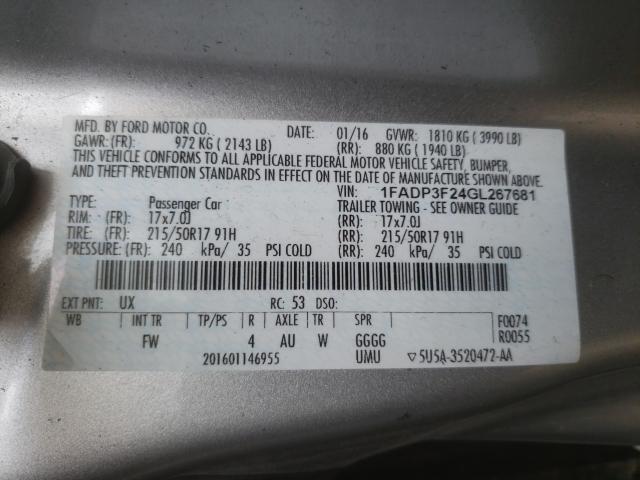 MFD. BY FORD MOTOR CO. DATE: 01/16 GVWR: 1810 KG ( 3990 LB)
GAWR: (FR): 972 KG ( 2143 LB) (RR): 880 KG ( 1940 LB)
THIS VEHICLE CONFORMS TO ALL APPLICABLE FEDERAL MOTOR VEHICLE SAFETY, BUMPER,
AND THEFT PREVENTION STANDARDS IN EFFECT ON THE DATE OF MANUFACTURE SHOWN ABOVE.
VIN: 1FADP3F24GL267681
TYPE: Passenger Car TRAILER TOWING - SEE OWNER GUIDE
RIM: (FR): 17x7.0J (RR): 17x7.0J
TIRE: (FR): 215/50R17 91H (RR): 215/50R17 91H
PRESSURE: (FR): 240 kPa/ 35 PSI COLD (RR): 240 kPa/ 35 PSI COLD
EXT PNT: UX RC: 53 DSO:
WB INT TR TP/PS R AXLE TR SPR F0074
FW 4 AU W GGGG R0055
201601146955 UMU ▽5U5A-3520472-AA